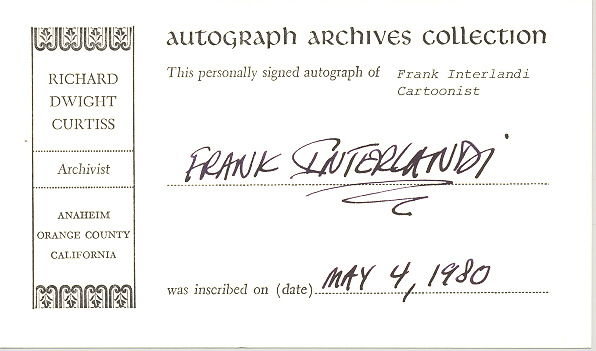 RICHARD
DWIGHT
CURTISS
Archivist
ANAHEIM
ORANGE COUNTY
CALIFORNIA
autograph archives collection
This personally signed autograph of Frank Interlandi
Cartoonist
FRANK INTERLANDI
was inscribed on (date) MAY 4, 1980